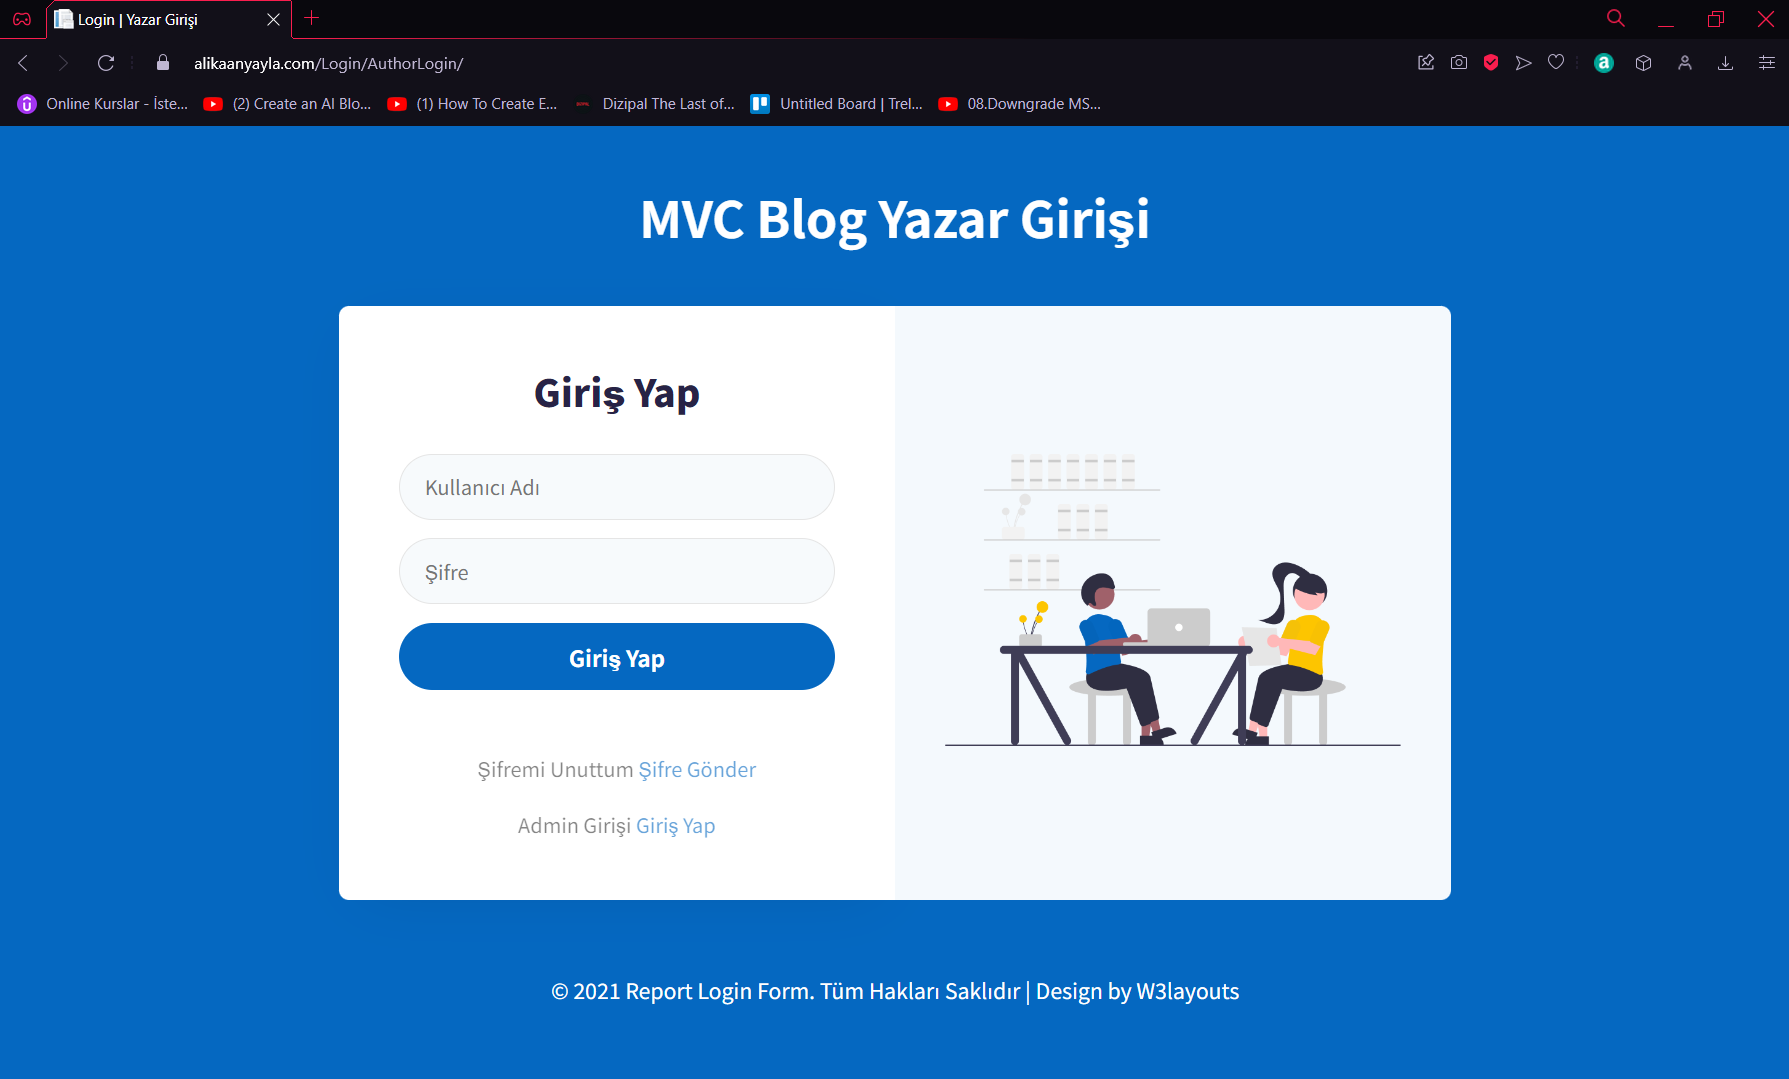 Login | Yazar Girişi
alikaanyayla.com/Login/AuthorLogin/
Online Kurslar - İste...
(2) Create an AI Blo...
(1) How To Create E...
Dizipal The Last of...
Untitled Board | Trel...
08.Downgrade MS...
MVC Blog Yazar Girişi
Giriş Yap
Kullanıcı Adı
Şifre
Giriş Yap
Şifremi Unuttum Şifre Gönder
Admin Girişi Giriş Yap
© 2021 Report Login Form. Tüm Hakları Saklıdır | Design by W3layouts